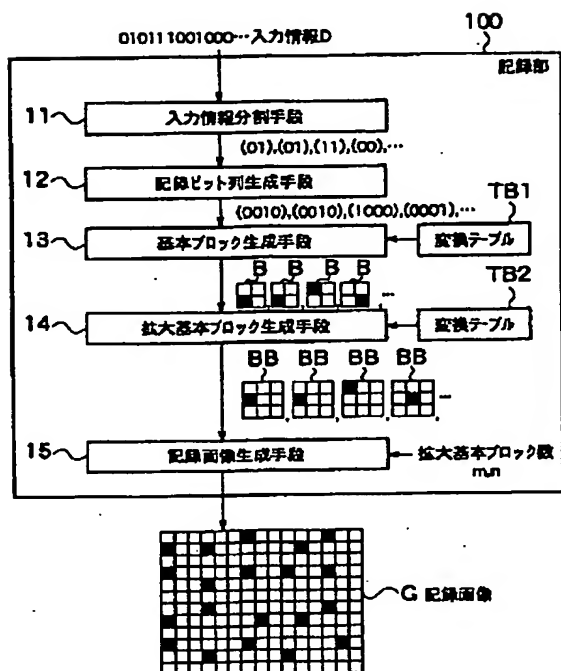 100
010111001000…入力情報D
記録部
11
入力情報分割手段
(01),(01),(11),(00),…
12
記録ビット列生成手段
(0010),(0010),(1000),(0001),…
TB1
13
基本ブロック生成手段
変換テーブル
B B B B
…
TB2
14
拡大基本ブロック生成手段
変換テーブル
BB BB BB BB
, , , , …
15
記録画像生成手段
拡大基本ブロック数
m,n
G 記録画像